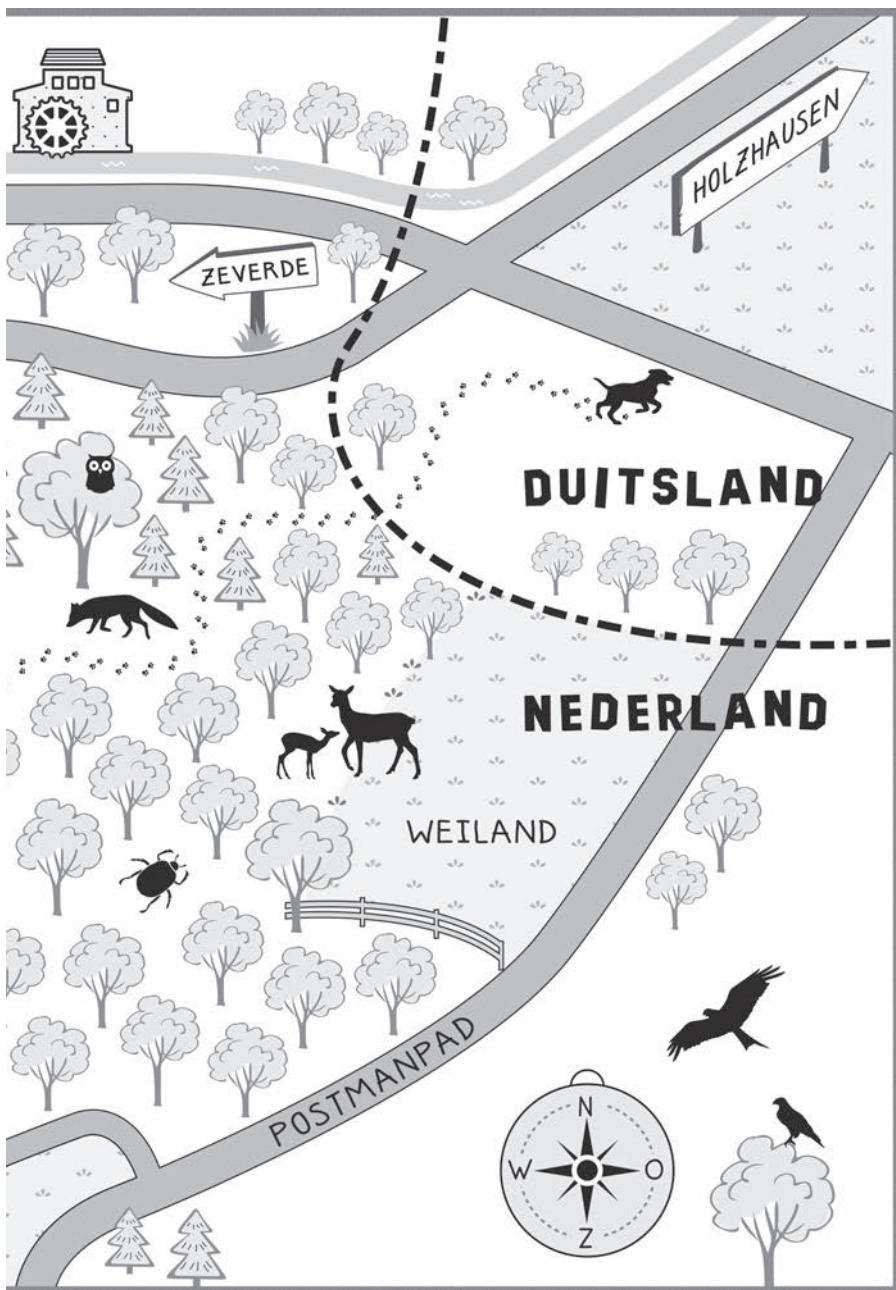 HOLZHAUSEN
ZEVERDE
DUITSLAND
NEDERLAND
WEILAND
POSTMANPAD
N
W O
Z